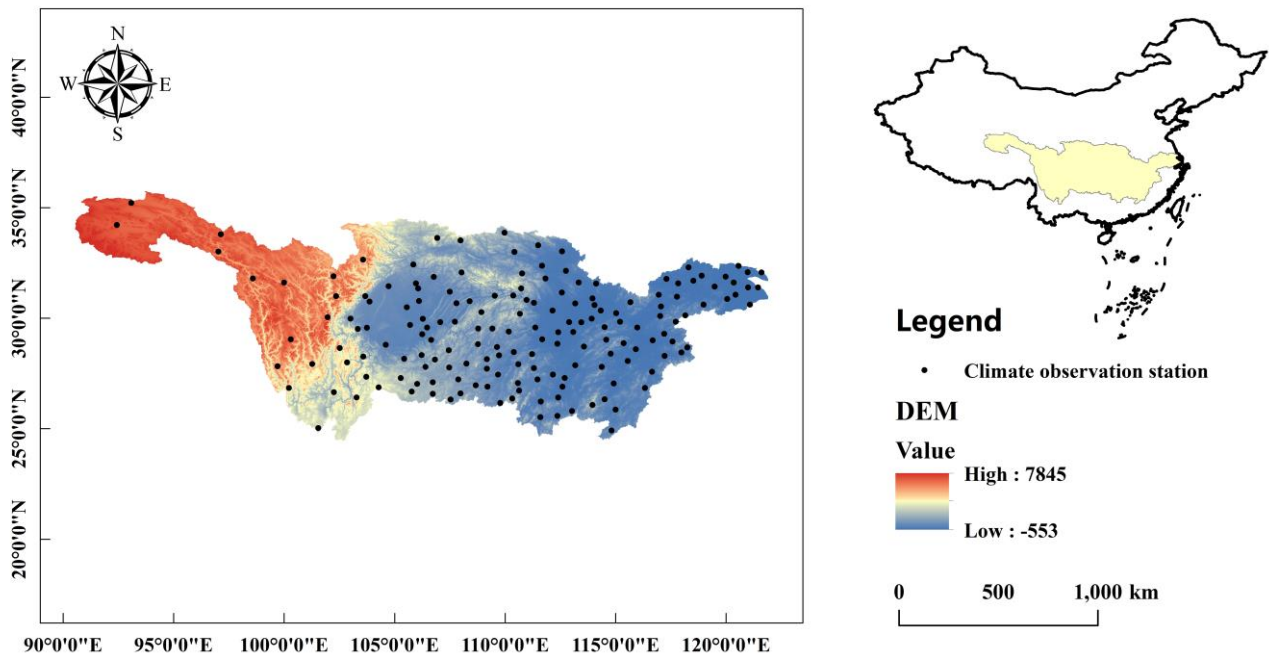 N
W E
S
40°0'0"N
35°0'0"N
30°0'0"N
25°0'0"N
20°0'0"N
90°0'0"E 95°0'0"E 100°0'0"E 105°0'0"E 110°0'0"E 115°0'0"E 120°0'0"E
Legend
Climate observation station
DEM
Value
High : 7845
Low : -553
0 500 1,000 km